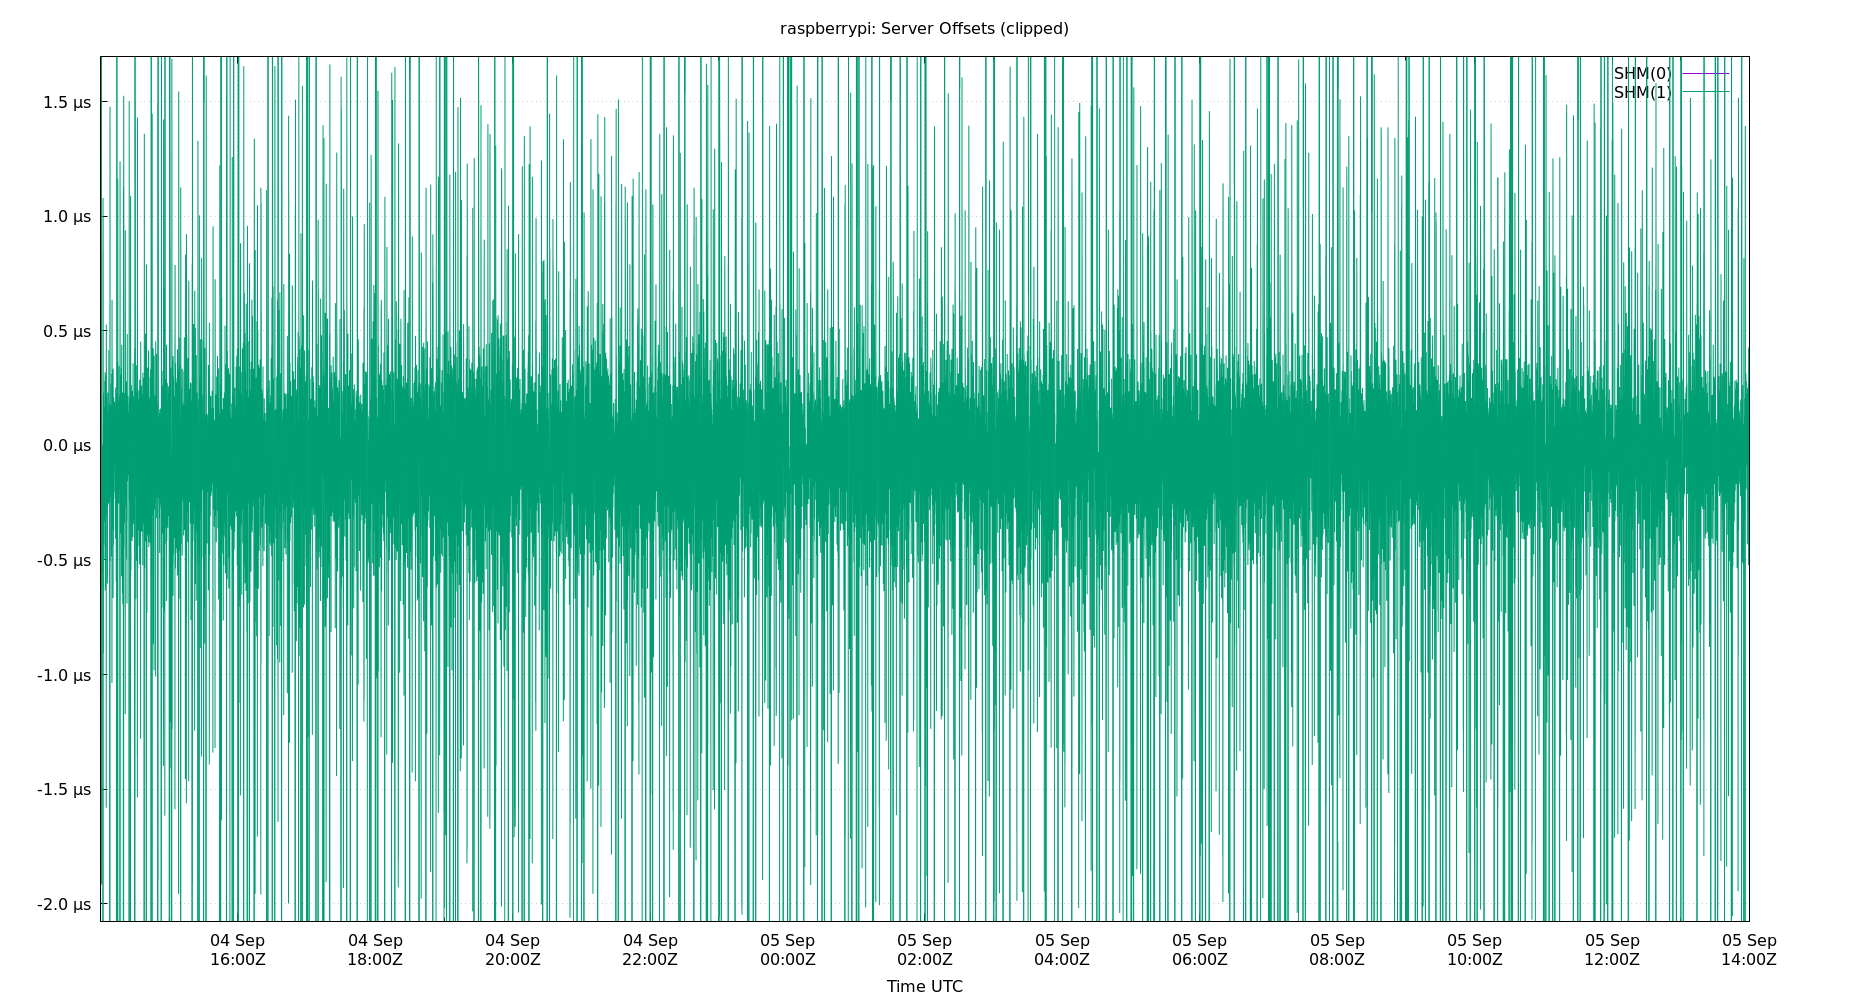 raspberrypi: Server Offsets (clipped)
SHM(0)
SHM(1)
1.5 µs
1.0 µs
0.5 µs
0.0 µs
-0.5 µs
-1.0 µs
-1.5 µs
-2.0 µs
04 Sep 04 Sep 04 Sep 04 Sep 05 Sep 05 Sep 05 Sep 05 Sep 05 Sep 05 Sep 05 Sep 05 Sep
16:00Z 18:00Z 20:00Z 22:00Z 00:00Z 02:00Z 04:00Z 06:00Z 08:00Z 10:00Z 12:00Z 14:00Z
Time UTC